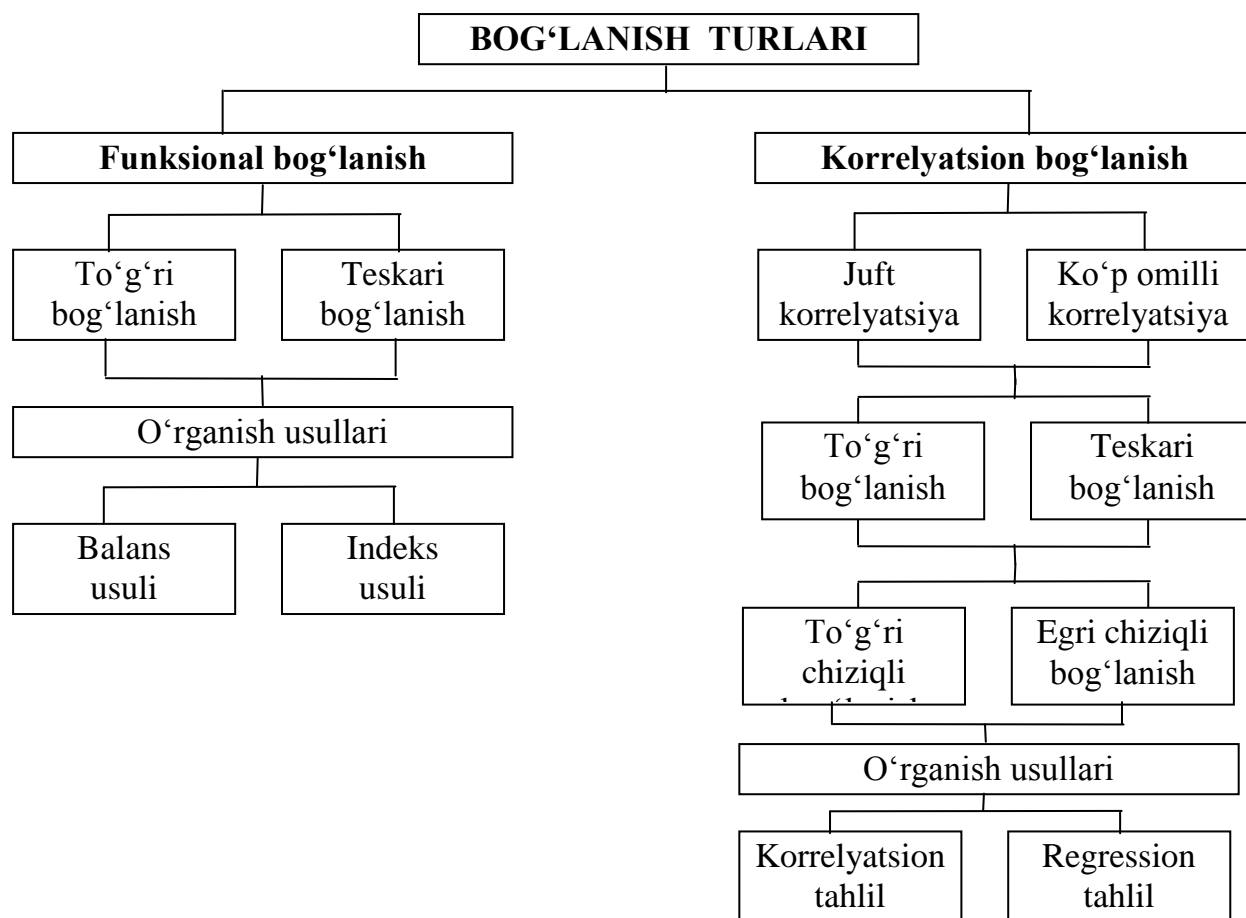 BOG‘LANISH TURLARI
Funksional bog‘lanish
Korrelyatsion bog‘lanish
To‘g‘ri
bog‘lanish
Teskari
bog‘lanish
Juft
korrelyatsiya
Ko‘p omilli
korrelyatsiya
O‘rganish usullari
To‘g‘ri
bog‘lanish
Teskari
bog‘lanish
Balans
usuli
Indeks
usuli
To‘g‘ri
chiziqli
Egri chiziqli
bog‘lanish
O‘rganish usullari
Korrelyatsion
tahlil
Regression
tahlil